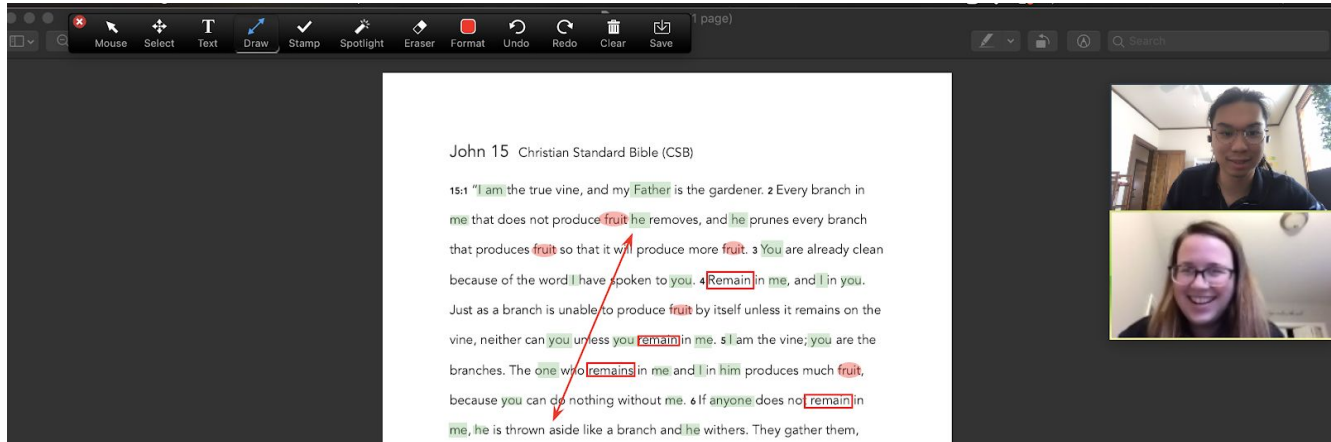 1 page)
Mouse Select Text Draw Stamp Spotlight Eraser Format Undo Redo Clear Save
Search
John 15 Christian Standard Bible (CSB)
15:1 “I am the true vine, and my Father is the gardener. 2 Every branch in
me that does not produce fruit he removes, and he prunes every branch
that produces fruit so that it will produce more fruit. 3 You are already clean
because of the word I have spoken to you. 4 Remain in me, and I in you.
Just as a branch is unable to produce fruit by itself unless it remains on the
vine, neither can you unless you remain in me. 5 I am the vine; you are the
branches. The one who remains in me and I in him produces much fruit,
because you can do nothing without me. 6 If anyone does not remain in
me, he is thrown aside like a branch and he withers. They gather them,